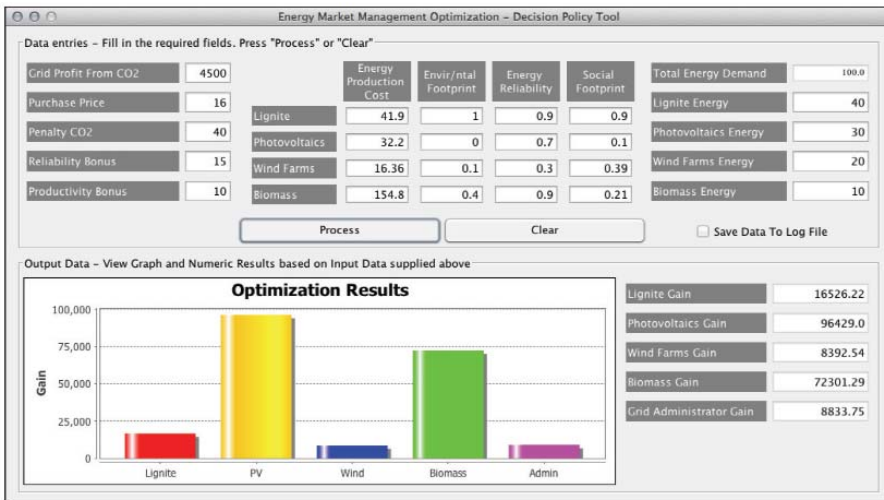 Energy Market Management Optimization – Decision Policy Tool
Data entries – Fill in the required fields. Press "Process" or "Clear"
Grid Profit From CO2 4500
Purchase Price 16
Penalty CO2 40
Reliability Bonus 15
Productivity Bonus 10
Energy Production Cost Envir/ntal Footprint Energy Reliability Social Footprint
Lignite 41.9 1 0.9 0.9
Photovoltaics 32.2 0 0.7 0.1
Wind Farms 16.36 0.1 0.3 0.39
Biomass 154.8 0.4 0.9 0.21
Total Energy Demand 100.0
Lignite Energy 40
Photovoltaics Energy 30
Wind Farms Energy 20
Biomass Energy 10
Process Clear Save Data To Log File
Output Data – View Graph and Numeric Results based on Input Data supplied above
Optimization Results
Gain
100,000
75,000
50,000
25,000
0
Lignite PV Wind Biomass Admin
Lignite Gain 16526.22
Photovoltaics Gain 96429.0
Wind Farms Gain 8392.54
Biomass Gain 72301.29
Grid Administrator Gain 8833.75